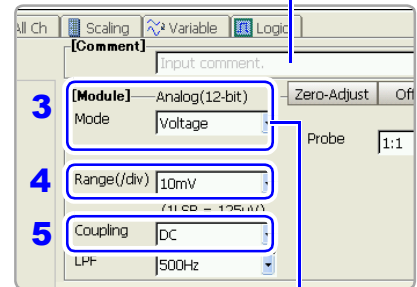 All Ch Scaling Variable Logic
[Comment]
Input comment.
3 [Module] Analog(12-bit) Zero-Adjust Off
Mode Voltage
Probe 1:1
4 Range(/div) 10mV
(1LSB = 125uV)
5 Coupling DC
LPF 500Hz